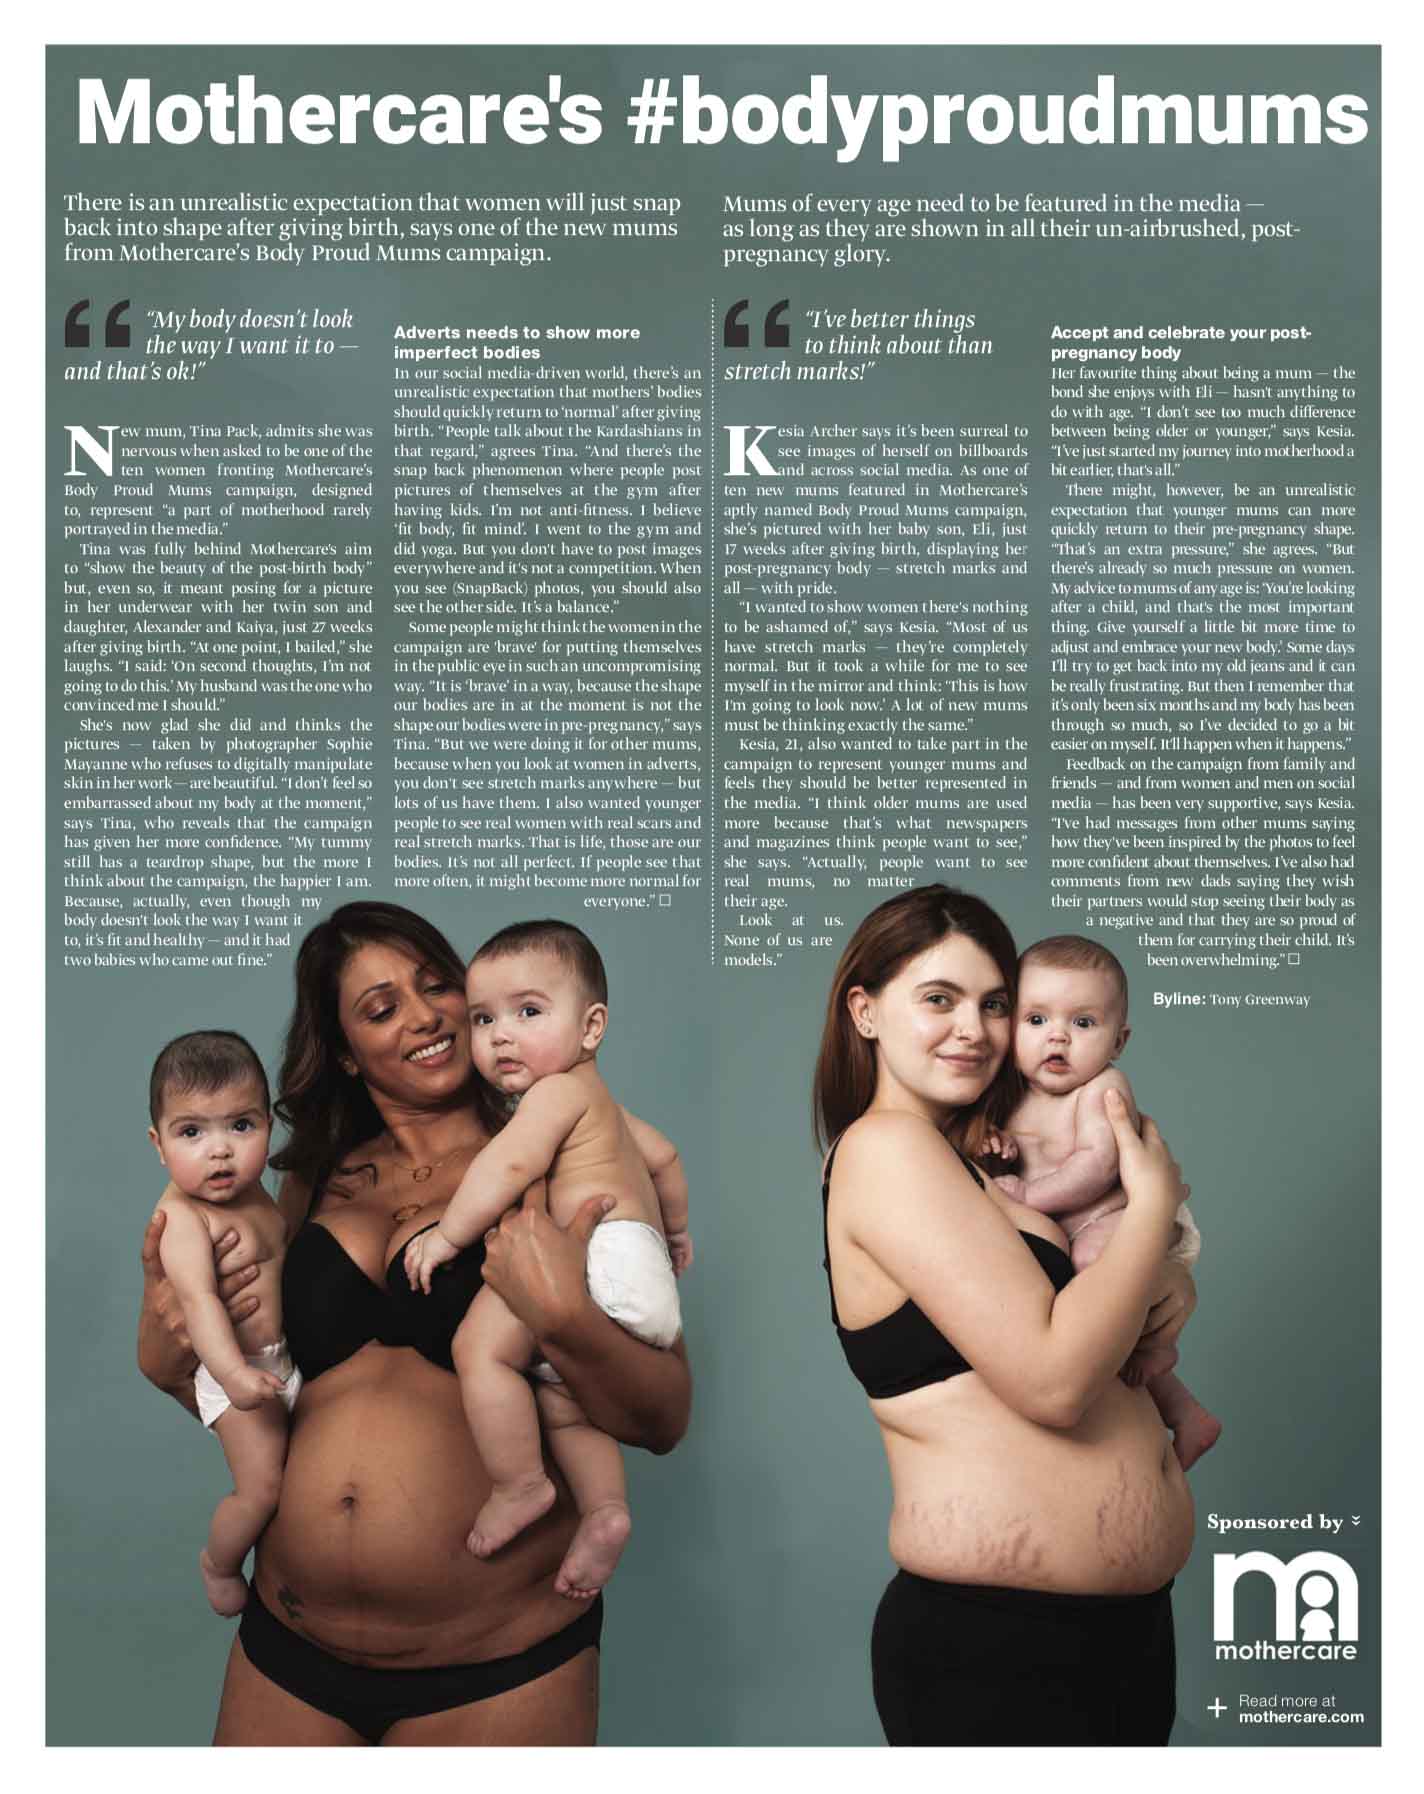 Mothercare's #bodyproudmums
There is an unrealistic expectation that women will just snap
back into shape after giving birth, says one of the new mums
from Mothercare's Body Proud Mums campaign.
“My body doesn't look
the way I want it to —
and that's ok!”
New mum, Tina Pack, admits she was
nervous when asked to be one of the
ten women fronting Mothercare's
Body Proud Mums campaign, designed
to, represent “a part of motherhood rarely
portrayed in the media.”
Tina was fully behind Mothercare's aim
to “show the beauty of the post-birth body”
but, even so, it meant posing for a picture
in her underwear with her twin son and
daughter, Alexander and Kaiya, just 27 weeks
after giving birth. “At one point, I bailed,” she
laughs. “I said: ‘On second thoughts, I'm not
going to do this.’ My husband was the one who
convinced me I should.”
She's now glad she did and thinks the
pictures — taken by photographer Sophie
Mayanne who refuses to digitally manipulate
skin in her work — are beautiful. “I don't feel so
embarrassed about my body at the moment,”
says Tina, who reveals that the campaign
has given her more confidence. “My tummy
still has a teardrop shape, but the more I
think about the campaign, the happier I am.
Because, actually, even though my
body doesn't look the way I want it
to, it's fit and healthy — and it had
two babies who came out fine.”
Adverts needs to show more
imperfect bodies
In our social media-driven world, there's an
unrealistic expectation that mothers' bodies
should quickly return to ‘normal’ after giving
birth. “People talk about the Kardashians in
that regard,” agrees Tina. “And there's the
snap back phenomenon where people post
pictures of themselves at the gym after
having kids. I'm not anti-fitness. I believe
‘fit body, fit mind’. I went to the gym and
did yoga. But you don't have to post images
everywhere and it's not a competition. When
you see (SnapBack) photos, you should also
see the other side. It's a balance.”
Some people might think the women in the
campaign are ‘brave’ for putting themselves
in the public eye in such an uncompromising
way. “It is ‘brave’ in a way, because the shape
our bodies are in at the moment is not the
shape our bodies were in pre-pregnancy,” says
Tina. “But we were doing it for other mums,
because when you look at women in adverts,
you don't see stretch marks anywhere — but
lots of us have them. I also wanted younger
people to see real women with real scars and
real stretch marks. That is life, those are our
bodies. It's not all perfect. If people see that
more often, it might become more normal for
everyone.”
Mums of every age need to be featured in the media —
as long as they are shown in all their un-airbrushed, post-
pregnancy glory.
“I've better things
to think about than
stretch marks!”
Kesia Archer says it's been surreal to
see images of herself on billboards
and across social media. As one of
ten new mums featured in Mothercare's
aptly named Body Proud Mums campaign,
she's pictured with her baby son, Eli, just
17 weeks after giving birth, displaying her
post-pregnancy body — stretch marks and
all — with pride.
“I wanted to show women there's nothing
to be ashamed of,” says Kesia. “Most of us
have stretch marks — they're completely
normal. But it took a while for me to see
myself in the mirror and think: ‘This is how
I'm going to look now.’ A lot of new mums
must be thinking exactly the same.”
Kesia, 21, also wanted to take part in the
campaign to represent younger mums and
feels they should be better represented in
the media. “I think older mums are used
more because that's what newspapers
and magazines think people want to see,”
she says. “Actually, people want to see
real mums, no matter
their age.
Look at us.
None of us are
models.”
Accept and celebrate your post-
pregnancy body
Her favourite thing about being a mum — the
bond she enjoys with Eli — hasn't anything to
do with age. “I don't see too much difference
between being older or younger,” says Kesia.
“I've just started my journey into motherhood a
bit earlier, that's all.”
There might, however, be an unrealistic
expectation that younger mums can more
quickly return to their pre-pregnancy shape.
“That's an extra pressure,” she agrees. “But
there's already so much pressure on women.
My advice to mums of any age is: ‘You're looking
after a child, and that's the most important
thing. Give yourself a little bit more time to
adjust and embrace your new body.’ Some days
I'll try to get back into my old jeans and it can
be really frustrating. But then I remember that
it's only been six months and my body has been
through so much, so I've decided to go a bit
easier on myself. It'll happen when it happens.”
Feedback on the campaign from family and
friends — and from women and men on social
media — has been very supportive, says Kesia.
“I've had messages from other mums saying
how they've been inspired by the photos to feel
more confident about themselves. I've also had
comments from new dads saying they wish
their partners would stop seeing their body as
a negative and that they are so proud of
them for carrying their child. It's
been overwhelming.”
Byline: Tony Greenway
Sponsored by
mothercare
+ Read more at
mothercare.com